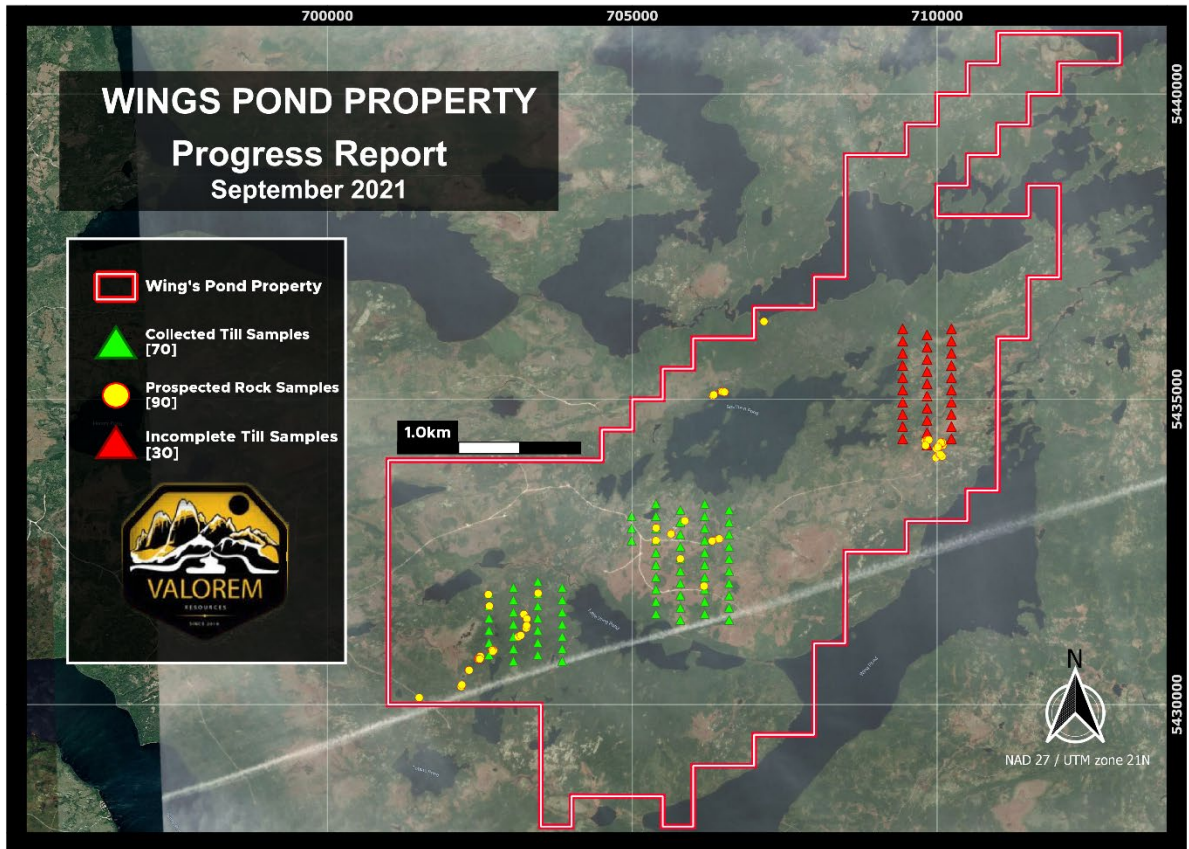 700000
705000
710000
WINGS POND PROPERTY
Progress Report
September 2021
5440000
Wing's Pond Property
Collected Till Samples
[70]
Prospected Rock Samples
[90]
Incomplete Till Samples
[30]
5435000
1.0km
VALOREM
RESOURCES
5430000
N
NAD 27 / UTM zone 21N